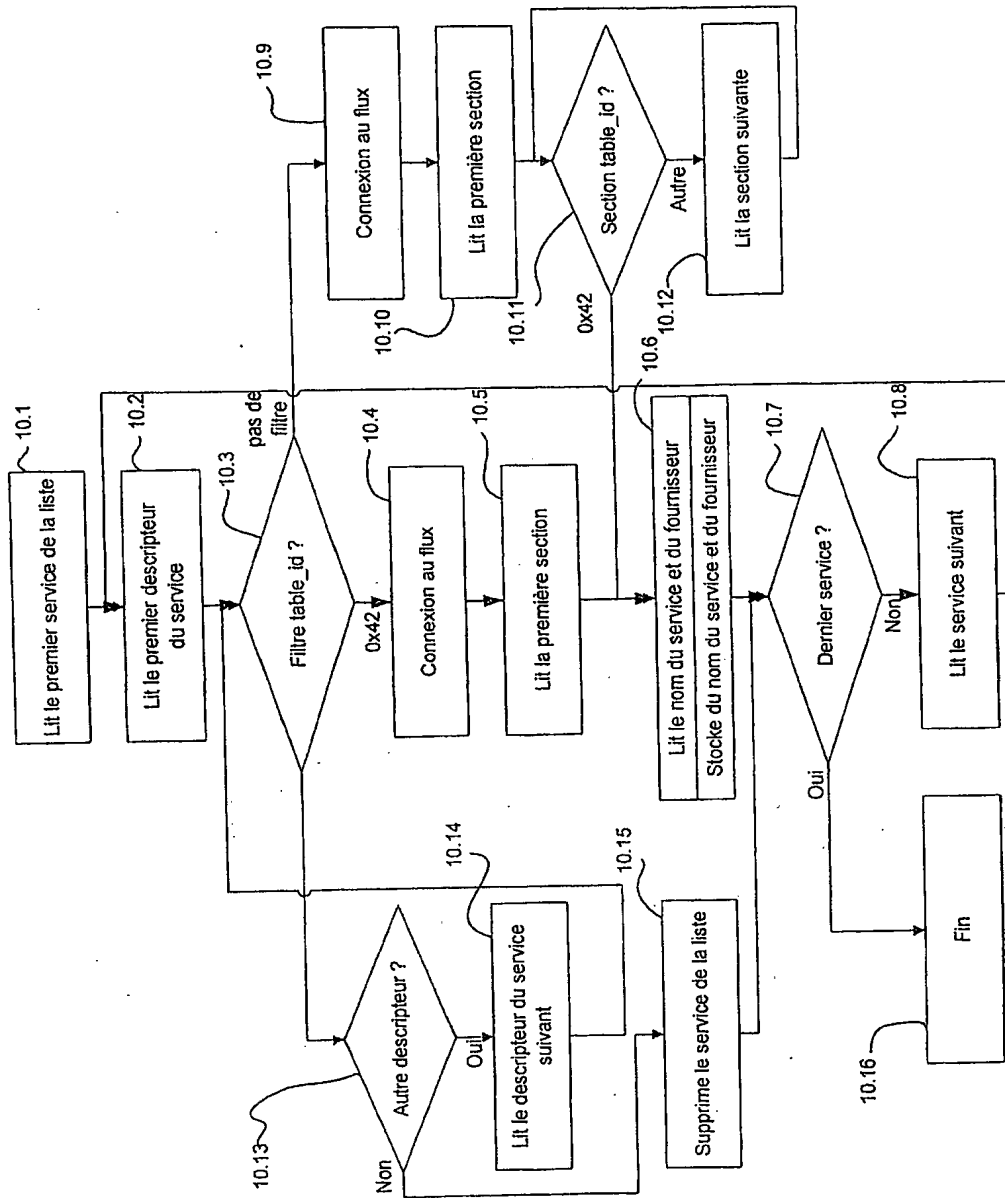 10.1
Lit le premier service de la liste
10.2
Lit le premier descripteur
du service
10.3
Filtre table_id ?
pas de
filtre
0x42
10.4
Connexion au flux
10.5
Lit la première section
10.6
Lit le nom du service et du fournisseur
Stocke du nom du service et du fournisseur
10.7
Dernier service ?
Oui
Non
10.8
Lit le service suivant
10.9
Connexion au flux
10.10
Lit la première section
10.11
Section table_id ?
0x42
Autre
10.12
Lit la section suivante
10.13
Autre descripteur ?
Non
Oui
10.14
Lit le descripteur du service
suivant
10.15
Supprime le service de la liste
10.16
Fin